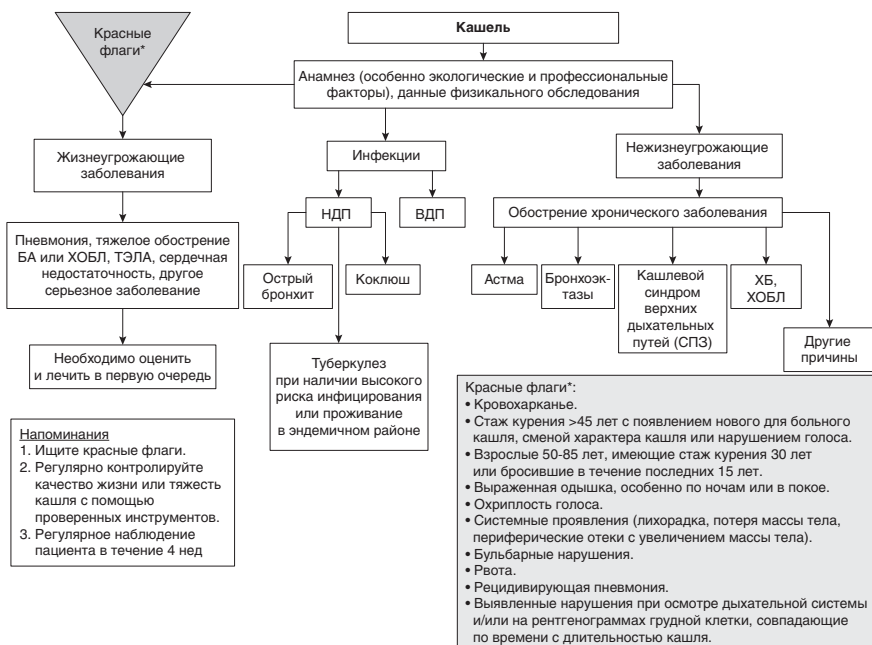 Красные
флаги*
Кашель
Анамнез (особенно экологические и профессиональные
факторы), данные физикального обследования
Жизнеугрожающие
заболевания
Инфекции
Нежизнеугрожающие
заболевания
НДП
ВДП
Обострение хронического заболевания
Пневмония, тяжелое обострение
БА или ХОБЛ, ТЭЛА, сердечная
недостаточность, другое
серьезное заболевание
Острый
бронхит
Коклюш
Астма
Бронхоэк-
тазы
Кашлевой
синдром
верхних
дыхательных
путей (СПЗ)
ХБ,
ХОБЛ
Другие
причины
Необходимо оценить
и лечить в первую очередь
Туберкулез
при наличии высокого
риска инфицирования
или проживание
в эндемичном районе
Напоминания
1. Ищите красные флаги.
2. Регулярно контролируйте
качество жизни или тяжесть
кашля с помощью
проверенных инструментов.
3. Регулярное наблюдение
пациента в течение 4 нед
Красные флаги*:
• Кровохарканье.
• Стаж курения >45 лет с появлением нового для больного
кашля, сменой характера кашля или нарушением голоса.
• Взрослые 50-85 лет, имеющие стаж курения 30 лет
или бросившие в течение последних 15 лет.
• Выраженная одышка, особенно по ночам или в покое.
• Охриплость голоса.
• Системные проявления (лихорадка, потеря массы тела,
периферические отеки с увеличением массы тела).
• Бульбарные нарушения.
• Рвота.
• Рецидивирующая пневмония.
• Выявленные нарушения при осмотре дыхательной системы
и/или на рентгенограммах грудной клетки, совпадающие
по времени с длительностью кашля.